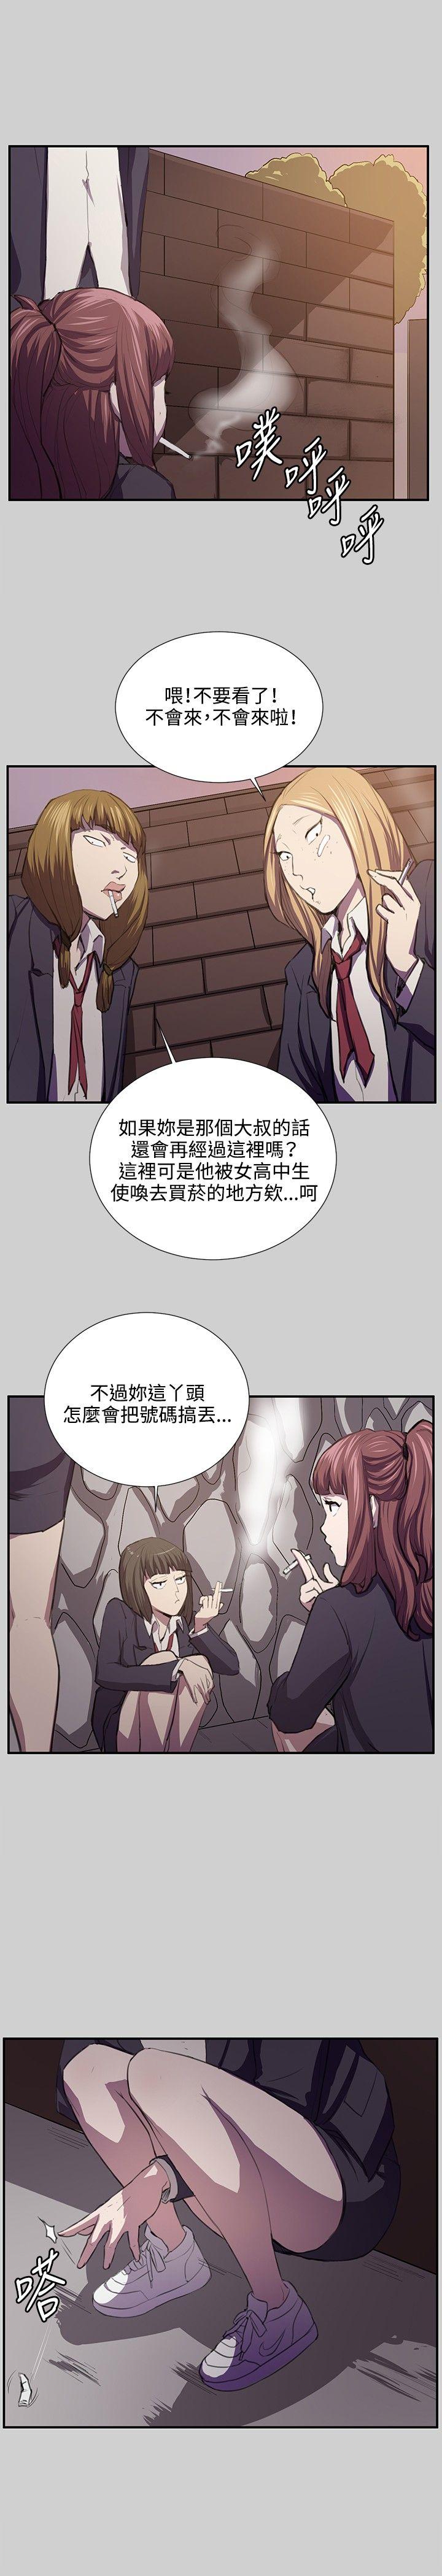 噗呼呼呼
喂!不要看了!
不會來,不會來啦!
如果妳是那個大叔的話
還會再經過這裡嗎?
這裡可是他被女高中生
使喚去買菸的地方欸...呵
不過妳這丫頭
怎麼會把號碼搞丟...
嗒